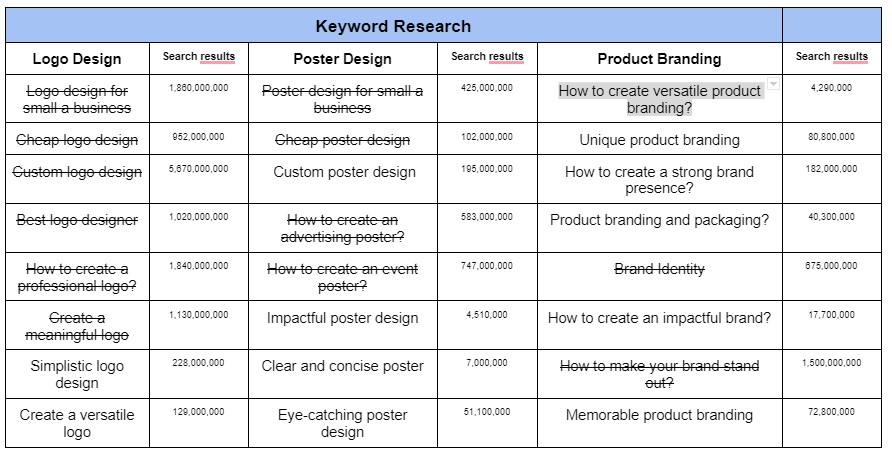 Keyword Research
Logo Design Search results Poster Design Search results Product Branding Search results
Logo design for small a business 1,860,000,000 Poster design for small a business 425,000,000 How to create versatile product branding? 4,290,000
Cheap logo design 952,000,000 Cheap poster design 102,000,000 Unique product branding 80,800,000
Custom logo design 5,670,000,000 Custom poster design 195,000,000 How to create a strong brand presence? 182,000,000
Best logo designer 1,020,000,000 How to create an advertising poster? 583,000,000 Product branding and packaging? 40,300,000
How to create a professional logo? 1,840,000,000 How to create an event poster? 747,000,000 Brand Identity 675,000,000
Create a meaningful logo 1,130,000,000 Impactful poster design 4,510,000 How to create an impactful brand? 17,700,000
Simplistic logo design 228,000,000 Clear and concise poster 7,000,000 How to make your brand stand out? 1,500,000,000
Create a versatile logo 129,000,000 Eye-catching poster design 51,100,000 Memorable product branding 72,800,000